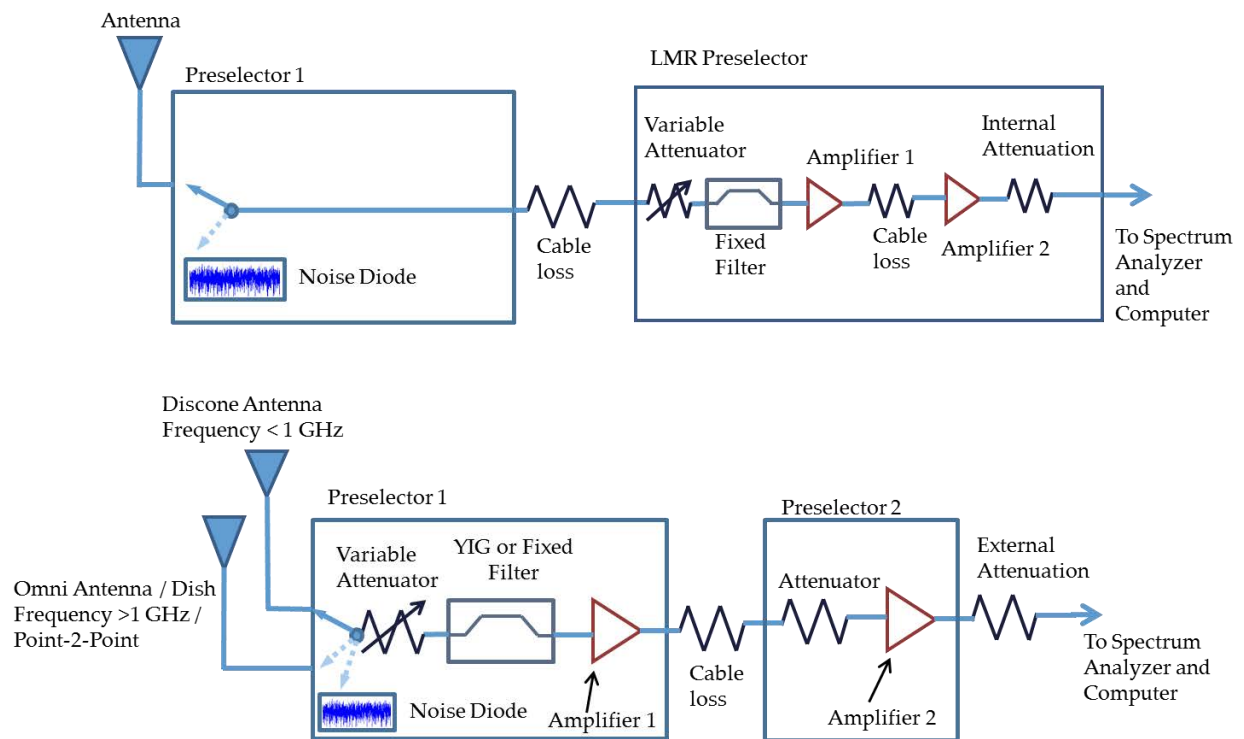 Antenna
Preselector 1
LMR Preselector
Variable
Attenuator
Amplifier 1
Internal
Attenuation
Cable
loss
Fixed
Filter
Cable
loss
Amplifier 2
Noise Diode
To Spectrum
Analyzer
and
Computer
Discone Antenna
Frequency < 1 GHz
Preselector 1
Preselector 2
Omni Antenna / Dish
Frequency >1 GHz /
Point-2-Point
Variable
Attenuator
YIG or Fixed
Filter
Attenuator
External
Attenuation
Noise Diode
Amplifier 1
Cable
loss
Amplifier 2
To Spectrum
Analyzer and
Computer